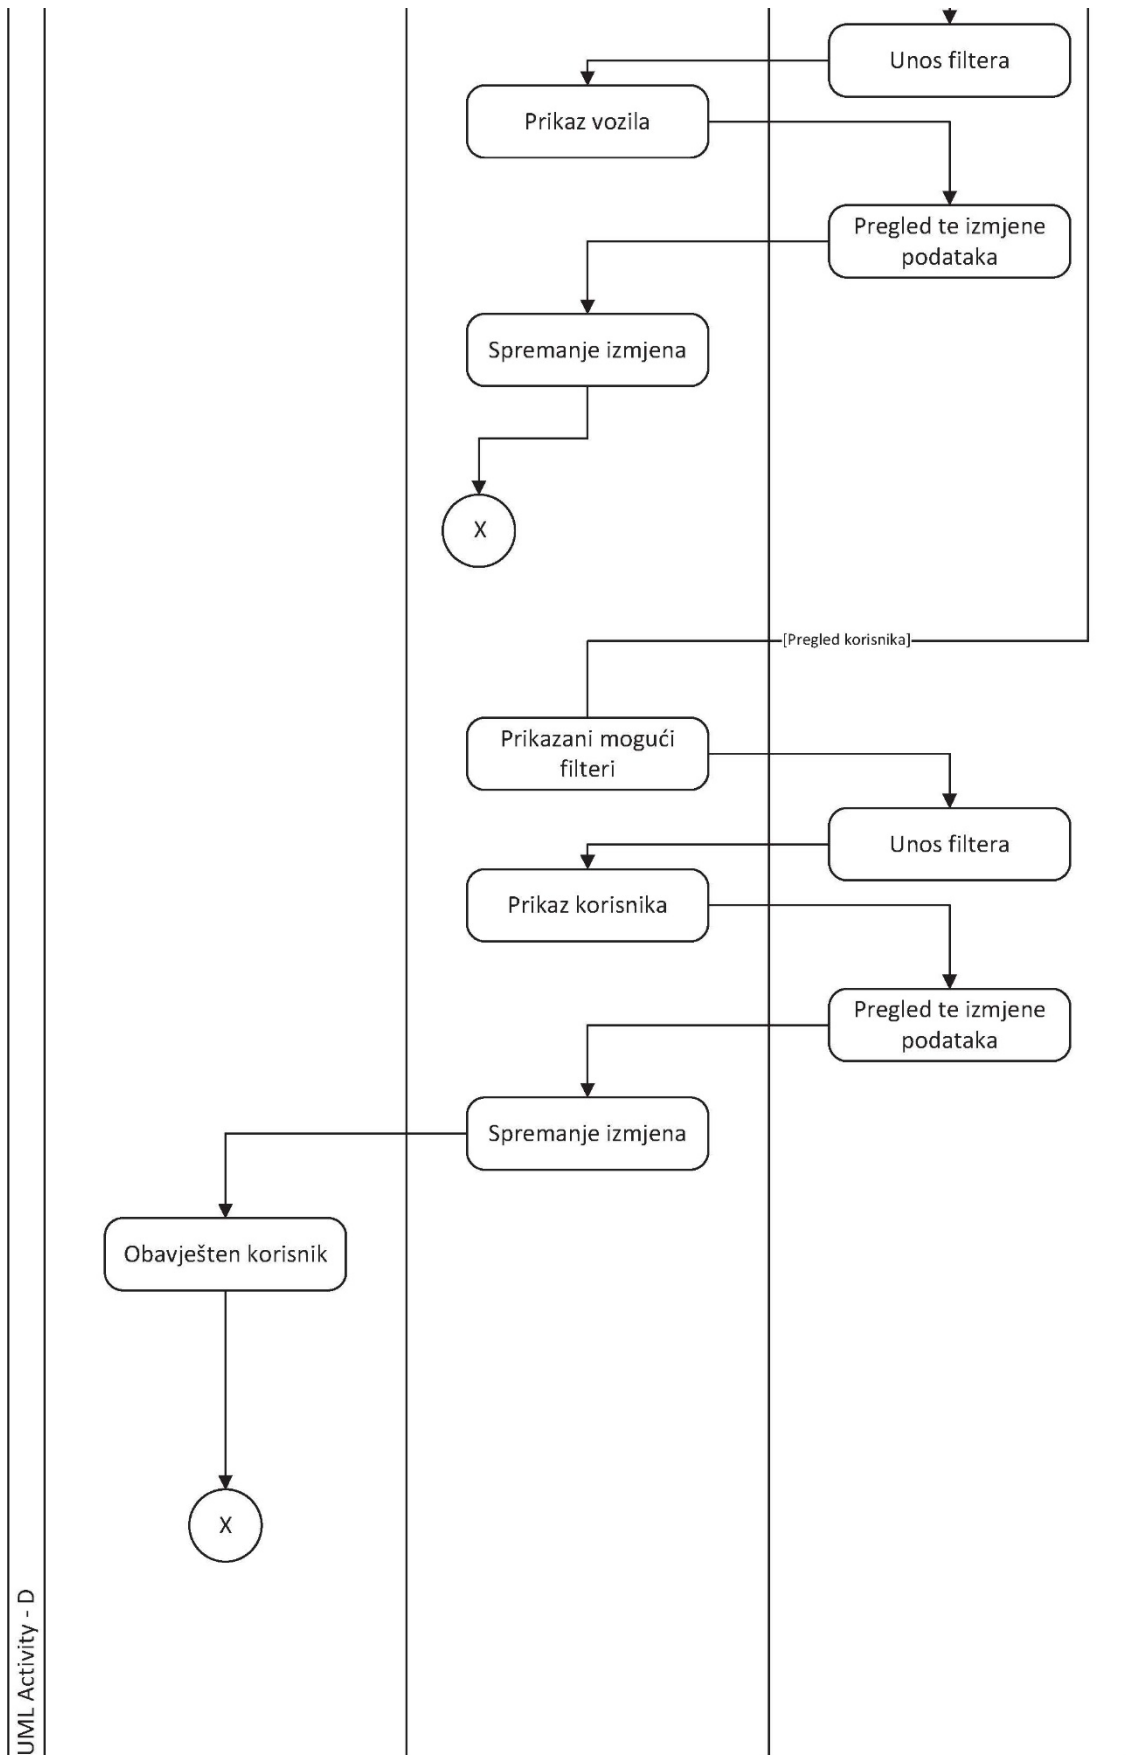 Unos filtera
Prikaz vozila
Pregled te izmjene
podataka
Spremanje izmjena
X
[Pregled korisnika]
Prikazani mogući
filteri
Unos filtera
Prikaz korisnika
Pregled te izmjene
podataka
Spremanje izmjena
Obavješten korisnik
X
UML Activity - D